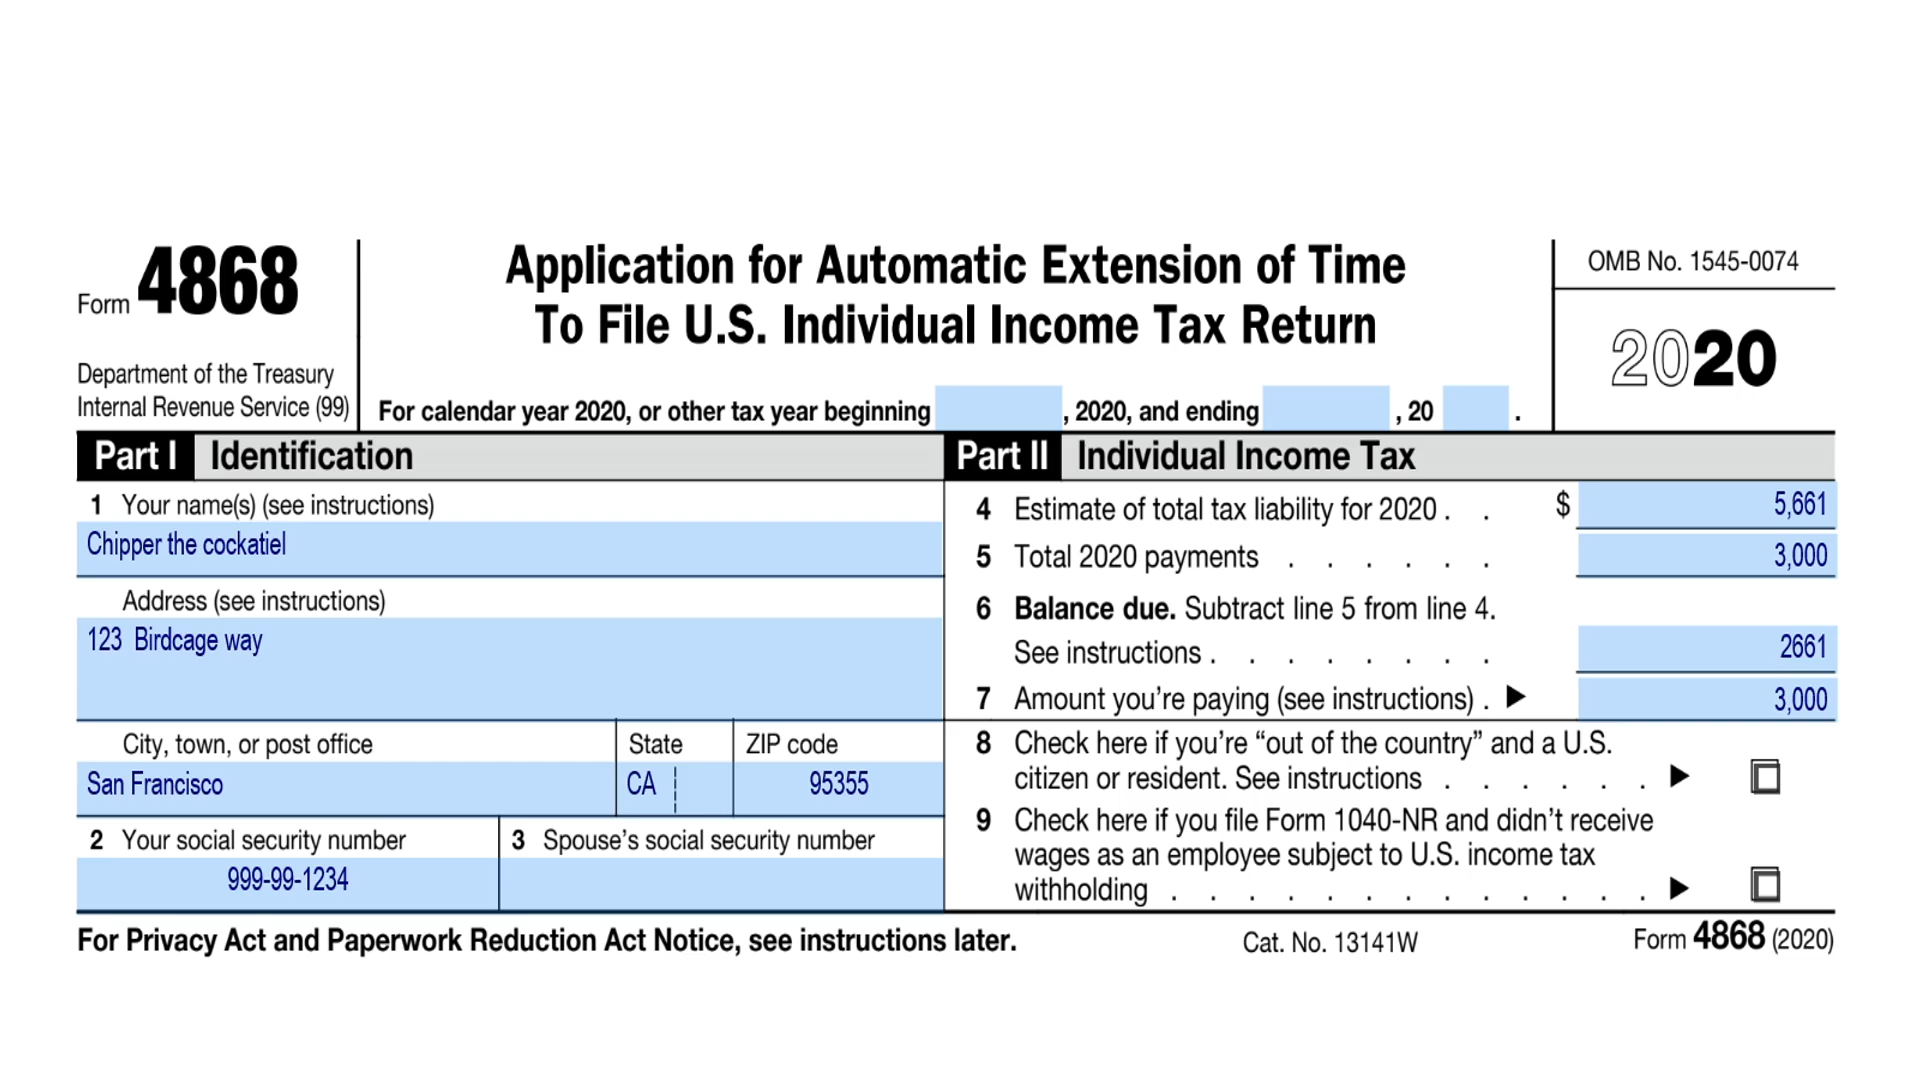 Form 4868
Department of the Treasury
Internal Revenue Service (99)
Application for Automatic Extension of Time
To File U.S. Individual Income Tax Return
For calendar year 2020, or other tax year beginning , 2020, and ending , 20 .
OMB No. 1545-0074
2020
Part I Identification
1 Your name(s) (see instructions)
Chipper the cockatiel
Address (see instructions)
123 Birdcage way
City, town, or post office State ZIP code
San Francisco CA 95355
2 Your social security number 3 Spouse's social security number
999-99-1234
Part II Individual Income Tax
4 Estimate of total tax liability for 2020 . . $ 5,661
5 Total 2020 payments . . . . . . 3,000
6 Balance due. Subtract line 5 from line 4.
See instructions . . . . . . . . 2661
7 Amount you're paying (see instructions) . ▶ 3,000
8 Check here if you're "out of the country" and a U.S.
citizen or resident. See instructions . . . . . . ▶
9 Check here if you file Form 1040-NR and didn't receive
wages as an employee subject to U.S. income tax
withholding . . . . . . . . . . . . . ▶
For Privacy Act and Paperwork Reduction Act Notice, see instructions later. Cat. No. 13141W Form 4868 (2020)